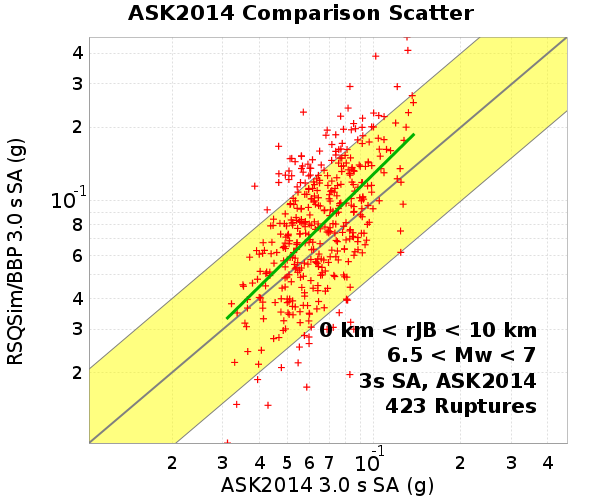 ASK2014 Comparison Scatter
RSQSim/BBP 3.0 s SA (g)
4
3
2
10-1
8
6
4
3
2
0 km < rJB < 10 km
6.5 < Mw < 7
3s SA, ASK2014
423 Ruptures
2 3 4 5 6 7 10-1 2 3 4
ASK2014 3.0 s SA (g)